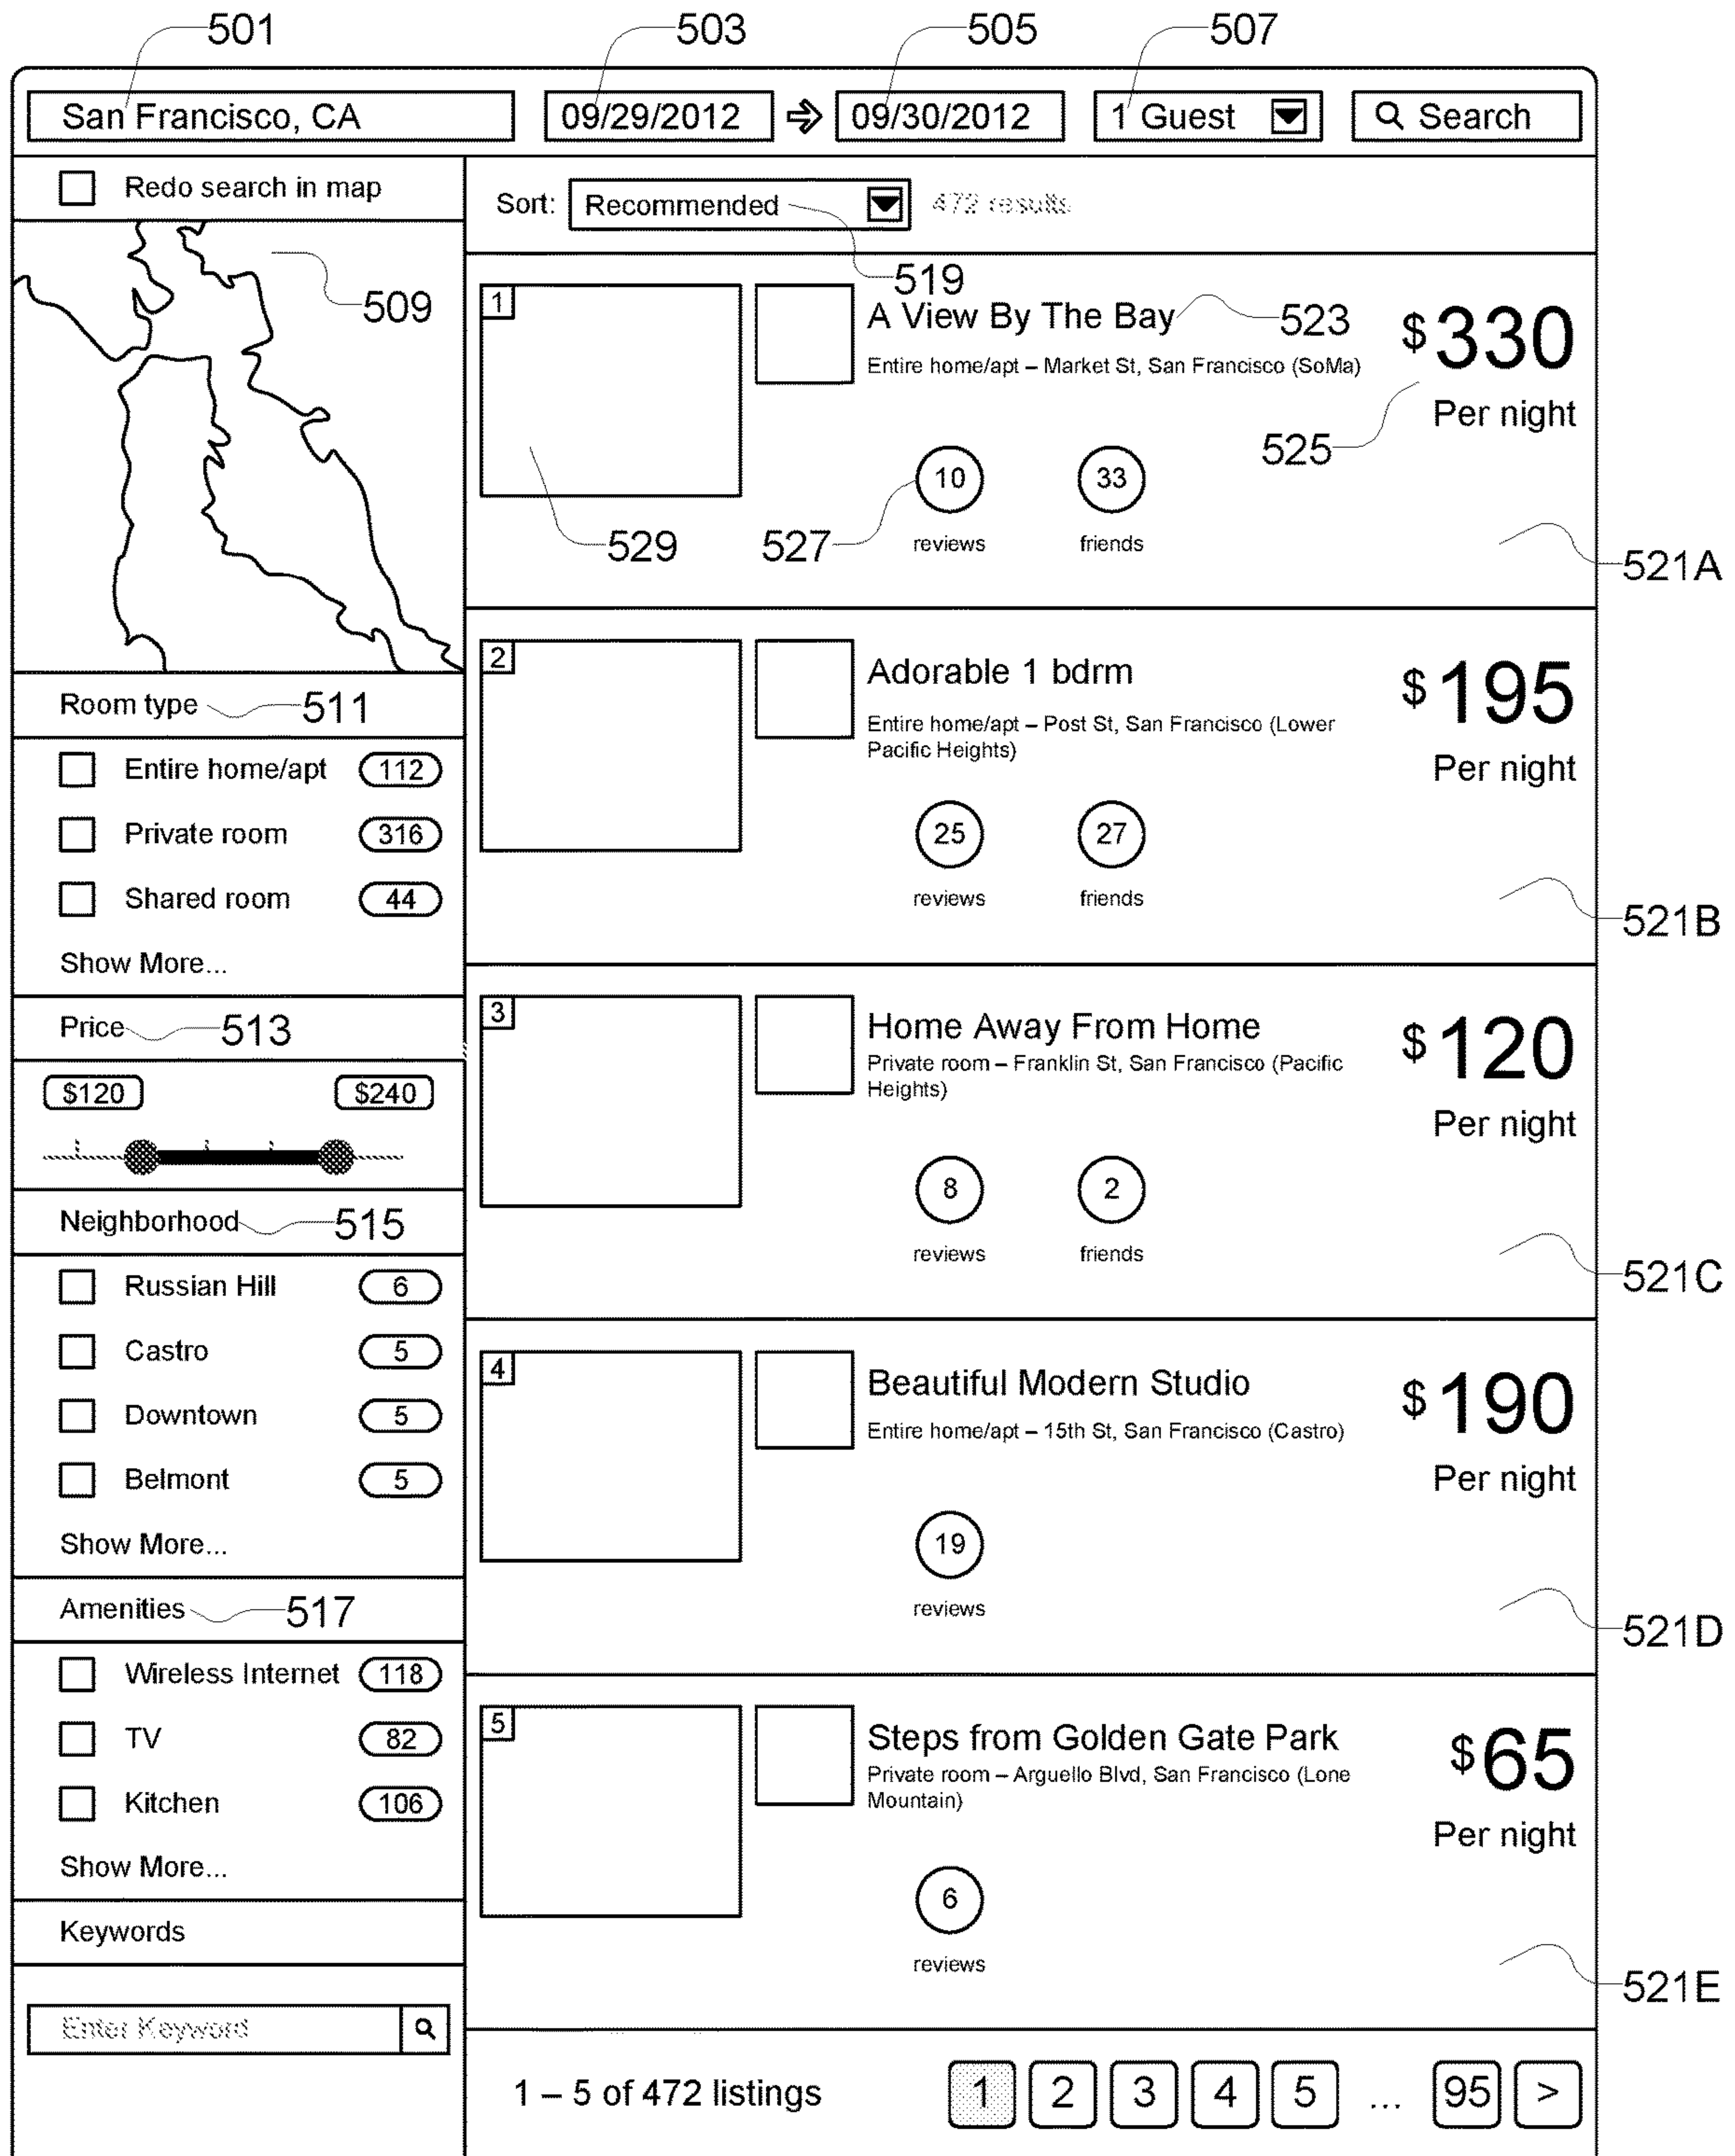 501 503 505 507
San Francisco, CA 09/29/2012 09/30/2012 1 Guest Search
Redo search in map
509
Room type 511
Entire home/apt 112
Private room 316
Shared room 44
Show More...
Price 513
$120 $240
Neighborhood 515
Russian Hill 6
Castro 5
Downtown 5
Belmont 5
Show More...
Amenities 517
Wireless Internet 118
TV 82
Kitchen 106
Show More...
Keywords
Enter Keyword
Sort: Recommended 472 results
519
1
A View By The Bay 523
$330
Entire home/apt – Market St, San Francisco (SoMa)
Per night
525
10 33
529 527 reviews friends
521A
2
Adorable 1 bdrm
$195
Entire home/apt – Post St, San Francisco (Lower
Pacific Heights)
Per night
25 27
reviews friends
521B
3
Home Away From Home
$120
Private room – Franklin St, San Francisco (Pacific
Heights)
Per night
8 2
reviews friends
521C
4
Beautiful Modern Studio
$190
Entire home/apt – 15th St, San Francisco (Castro)
Per night
19
reviews
521D
5
Steps from Golden Gate Park
$65
Private room – Arguello Blvd, San Francisco (Lone
Mountain)
Per night
6
reviews
521E
1 – 5 of 472 listings 1 2 3 4 5 ... 95 >